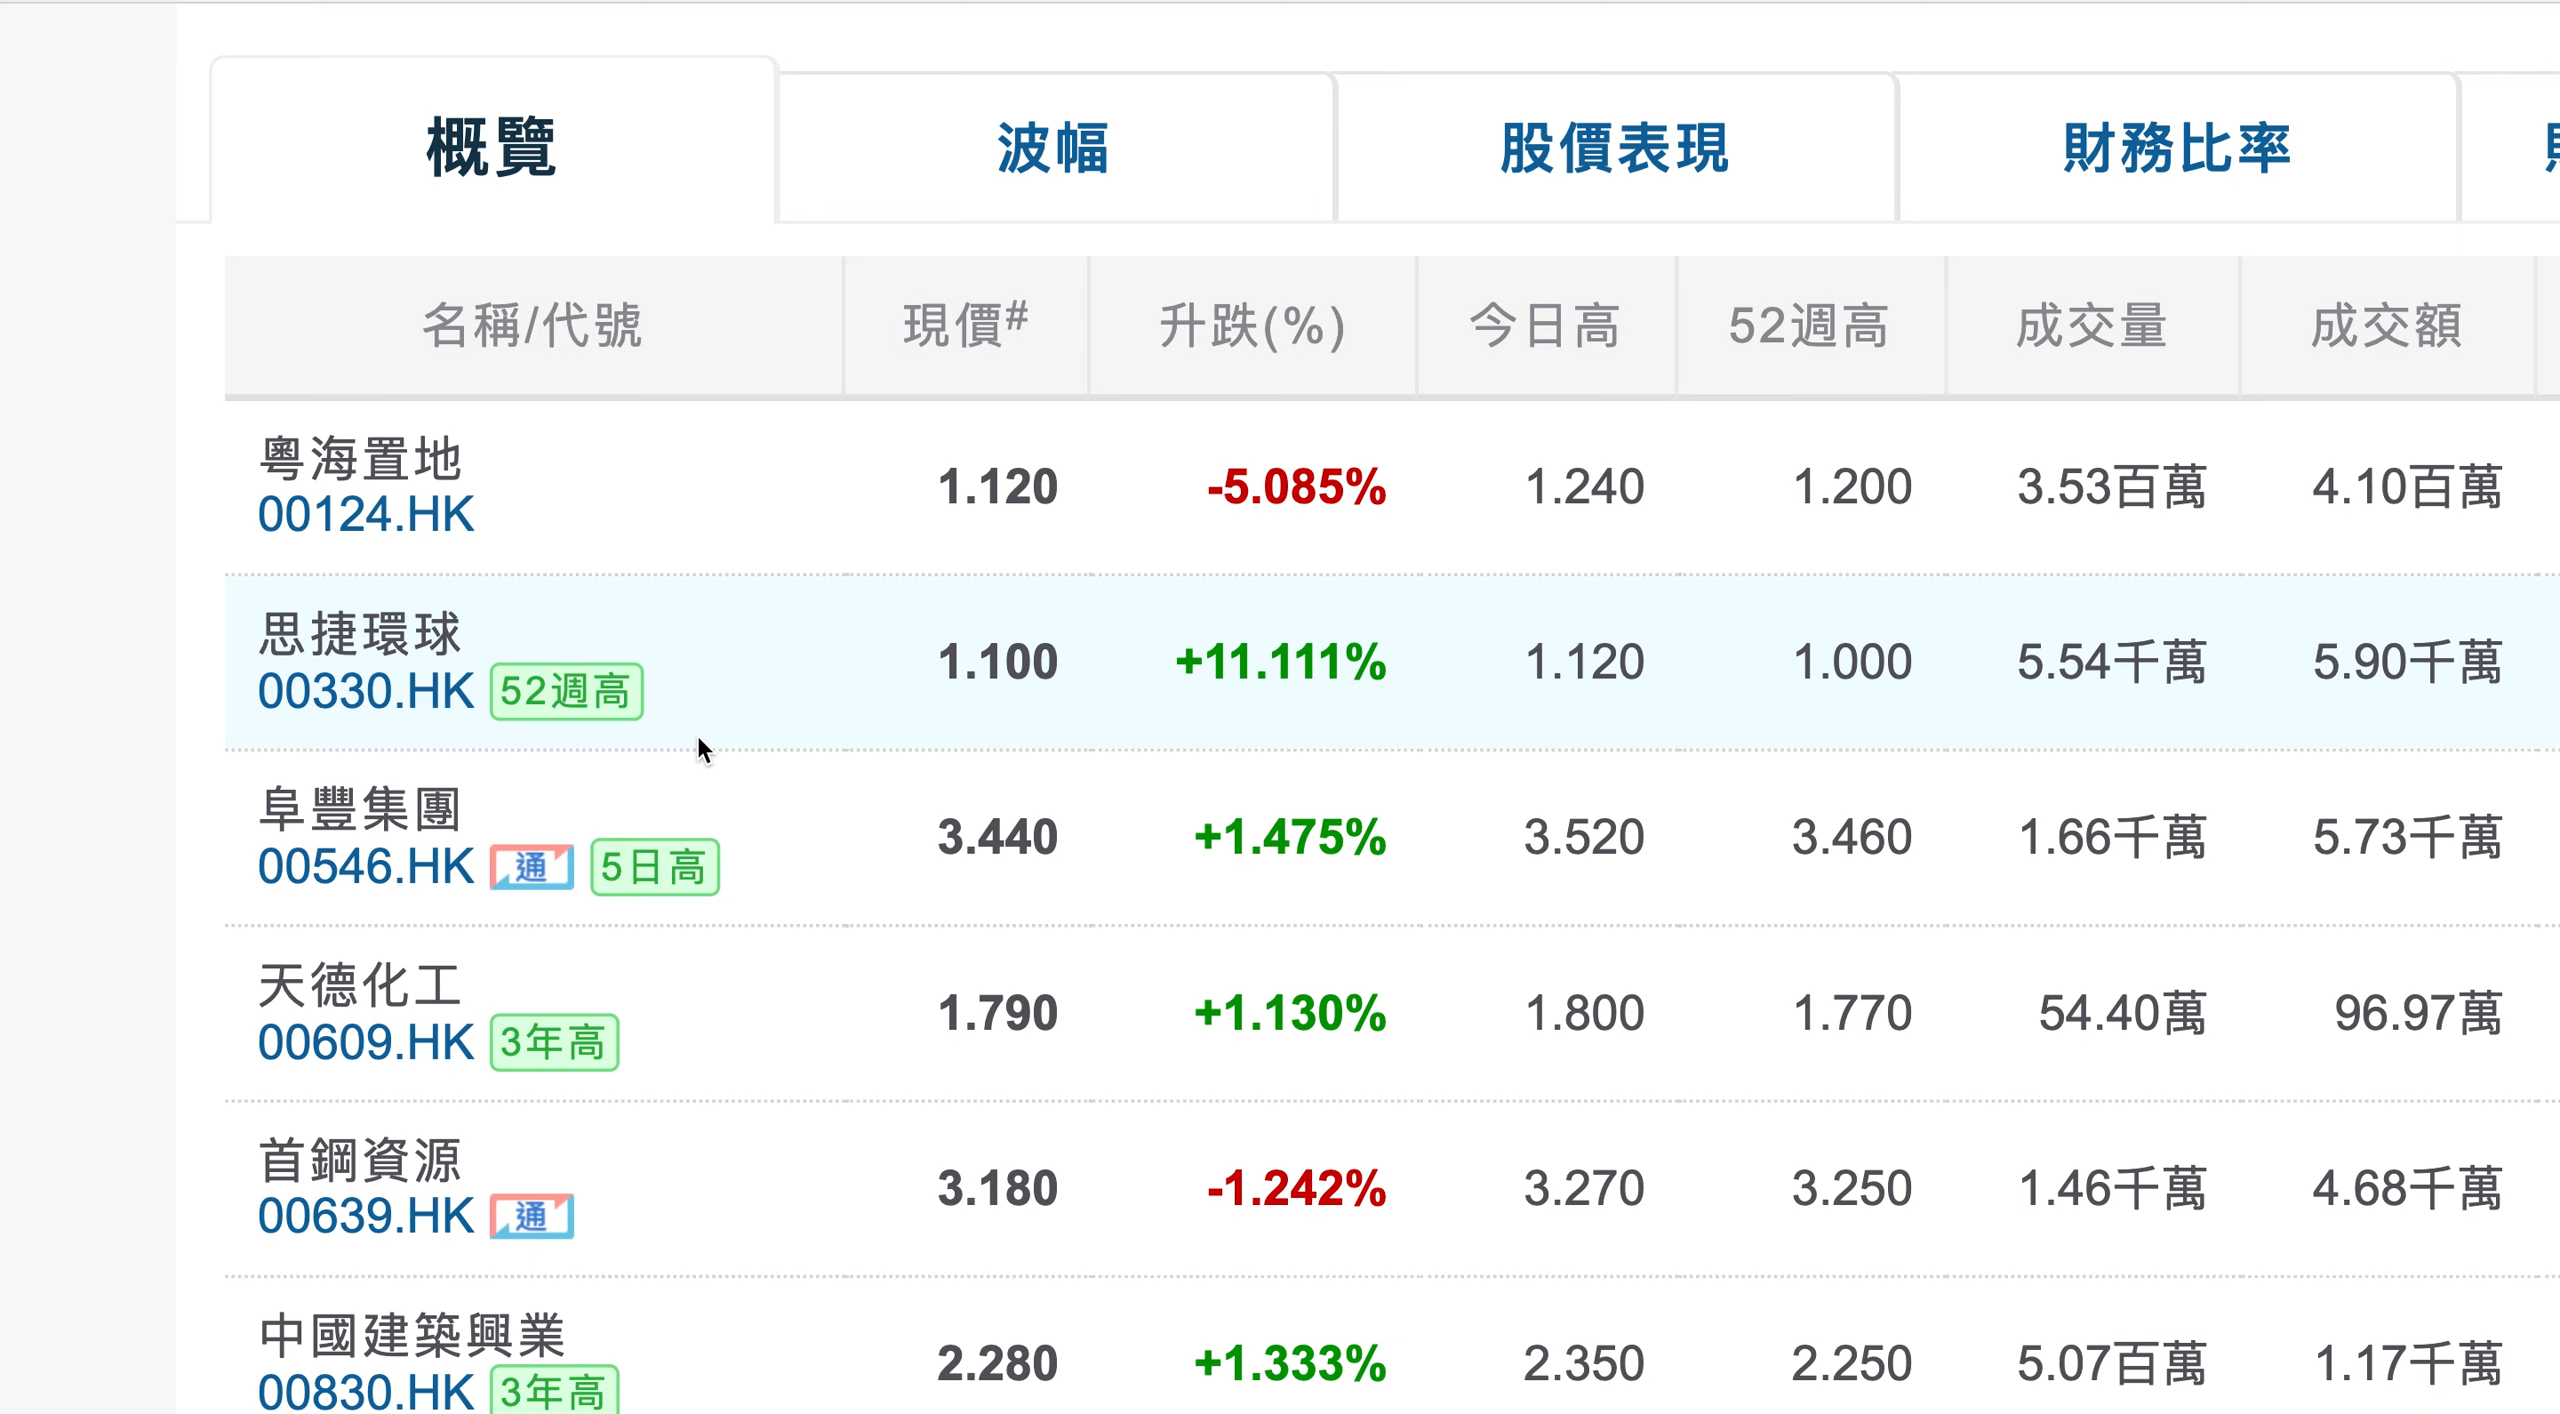 概覽 波幅 股價表現 財務比率
名稱/代號 現價# 升跌(%) 今日高 52週高 成交量 成交額
粵海置地
00124.HK 1.120 -5.085% 1.240 1.200 3.53百萬 4.10百萬
思捷環球
00330.HK 52週高 1.100 +11.111% 1.120 1.000 5.54千萬 5.90千萬
阜豐集團
00546.HK 通 5日高 3.440 +1.475% 3.520 3.460 1.66千萬 5.73千萬
天德化工
00609.HK 3年高 1.790 +1.130% 1.800 1.770 54.40萬 96.97萬
首鋼資源
00639.HK 通 3.180 -1.242% 3.270 3.250 1.46千萬 4.68千萬
中國建築興業
00830.HK 3年高 2.280 +1.333% 2.350 2.250 5.07百萬 1.17千萬